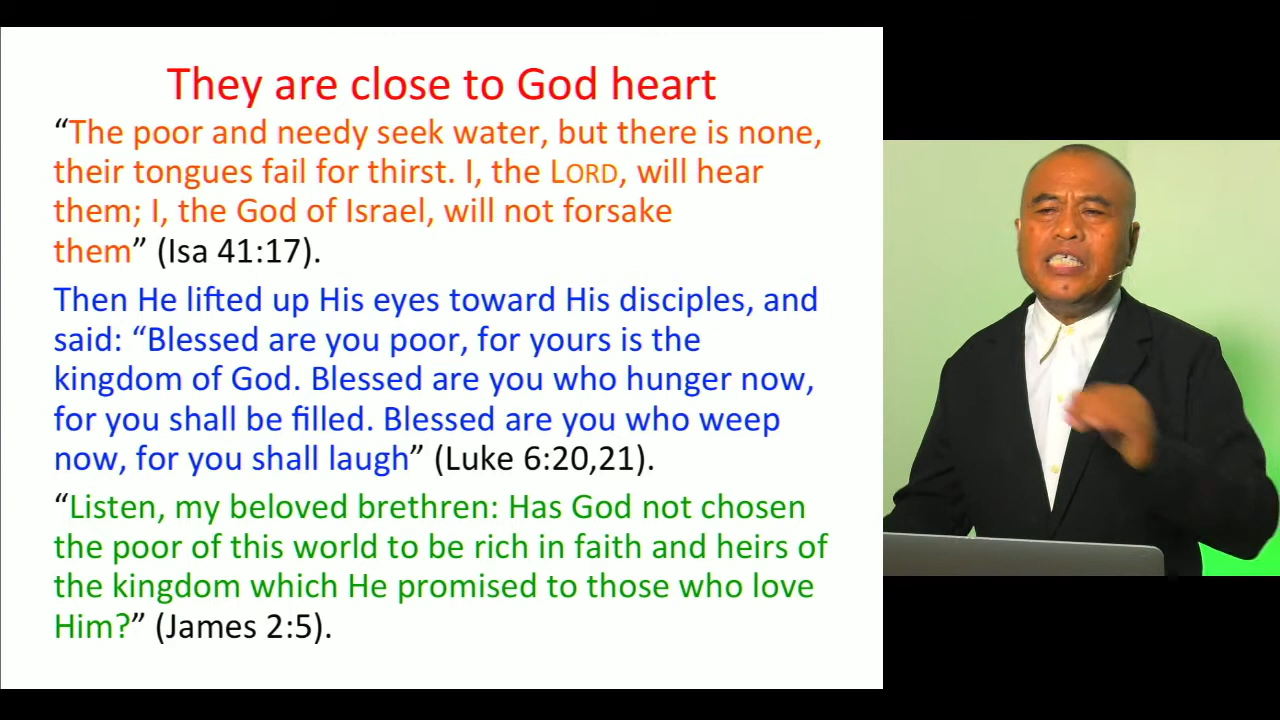 They are close to God heart
“The poor and needy seek water, but there is none,
their tongues fail for thirst. I, the LORD, will hear
them; I, the God of Israel, will not forsake
them” (Isa 41:17).
Then He lifted up His eyes toward His disciples, and
said: “Blessed are you poor, for yours is the
kingdom of God. Blessed are you who hunger now,
for you shall be filled. Blessed are you who weep
now, for you shall laugh” (Luke 6:20,21).
“Listen, my beloved brethren: Has God not chosen
the poor of this world to be rich in faith and heirs of
the kingdom which He promised to those who love
Him?” (James 2:5).